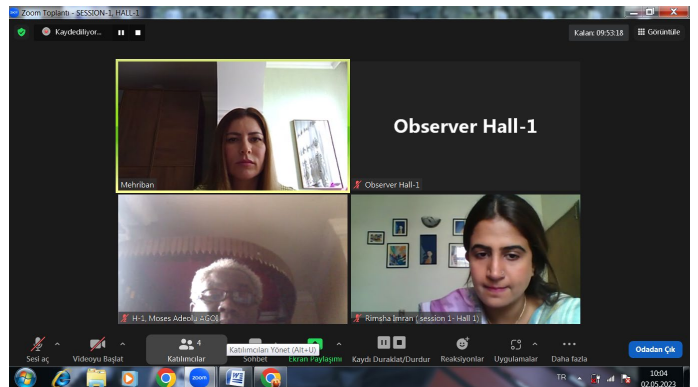 Zoom Toplantı - SESSION-1, HALL-1
Kaydediliyor...
Kalan: 09:53:18
Görüntüle
Mehriban
Observer Hall-1
Observer Hall-1
H-1, Moses Adeolu AGOI
Rimsha Imran ( session 1- Hall 1)
4
Katılımcıları Yönet (Alt+U)
Sesi aç
Videoyu Başlat
Katılımcılar
Sohbet
Ekran Paylaşımı
Kaydı Duraklat/Durdur
Reaksiyonlar
Uygulamalar
Daha fazla
Odadan Çık
zoom
W
TR
10:04
02.05.2023